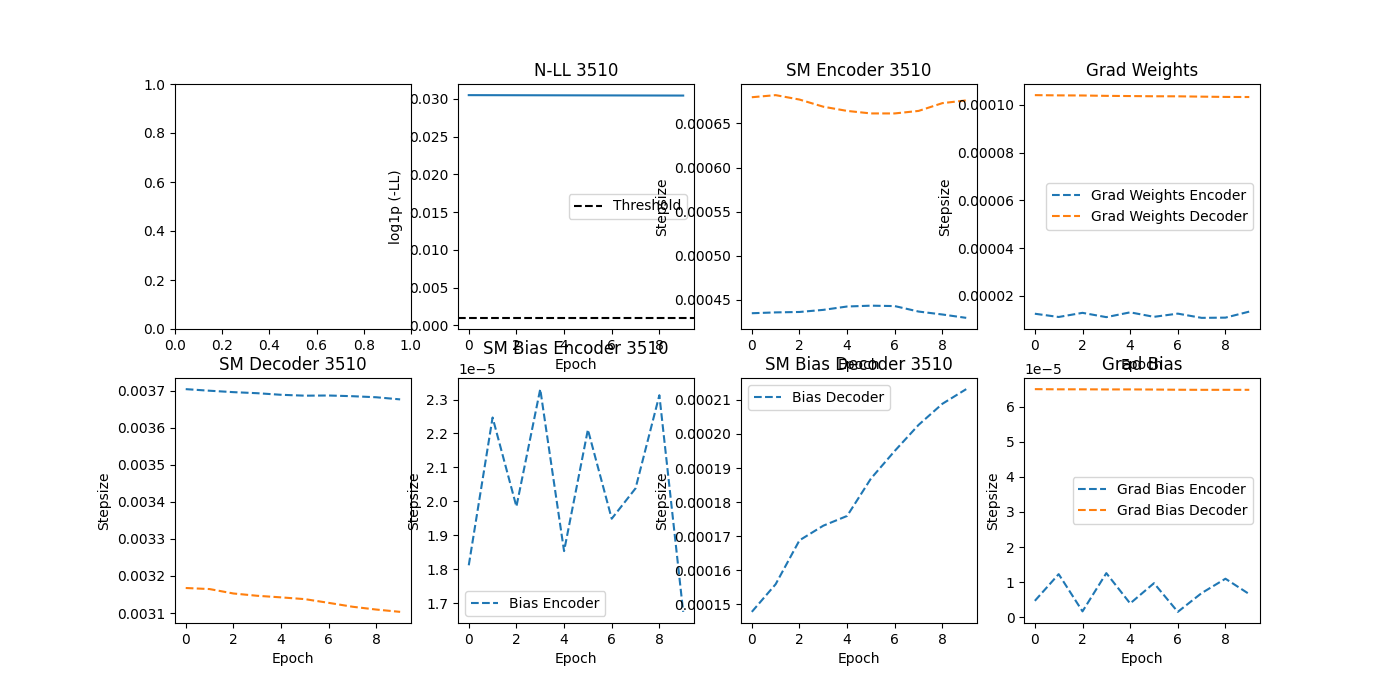 1.0
0.8
0.6
0.4
0.2
0.0
0.0 0.2 0.4 0.6 0.8 1.0
N-LL 3510
log1p (-LL)
0.030
0.025
0.020
0.015
0.010
0.005
0.000
Threshold
0 2 4 6 8
Epoch
SM Encoder 3510
Stepsize
0.00065
0.00060
0.00055
0.00050
0.00045
0 2 4 6 8
Epoch
Grad Weights
Stepsize
0.00010
0.00008
0.00006
0.00004
0.00002
Grad Weights Encoder
Grad Weights Decoder
0 2 4 6 8
Epoch
SM Decoder 3510
Stepsize
0.0037
0.0036
0.0035
0.0034
0.0033
0.0032
0.0031
0 2 4 6 8
Epoch
SM Bias Encoder 3510
1e−5
Stepsize
2.3
2.2
2.1
2.0
1.9
1.8
1.7
Bias Encoder
0 2 4 6 8
Epoch
SM Bias Decoder 3510
Stepsize
0.00021
0.00020
0.00019
0.00018
0.00017
0.00016
0.00015
Bias Decoder
0 2 4 6 8
Epoch
Grad Bias
1e−5
Stepsize
6
5
4
3
2
1
0
Grad Bias Encoder
Grad Bias Decoder
0 2 4 6 8
Epoch